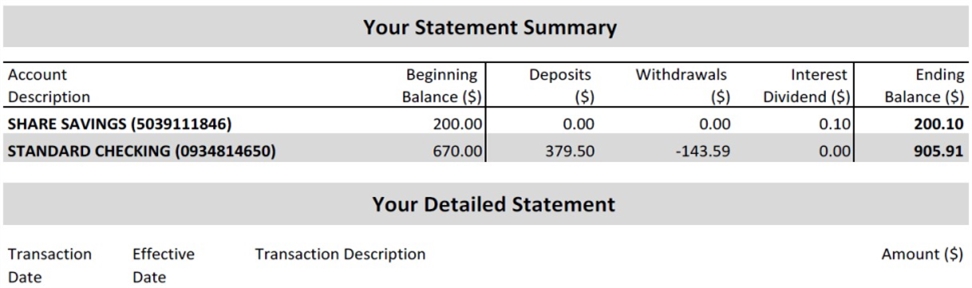 Your Statement Summary
Account Beginning Deposits Withdrawals Interest Ending
Description Balance ($) ($) ($) Dividend ($) Balance ($)
SHARE SAVINGS (5039111846) 200.00 0.00 0.00 0.10 200.10
STANDARD CHECKING (0934814650) 670.00 379.50 -143.59 0.00 905.91
Your Detailed Statement
Transaction Effective Transaction Description Amount ($)
Date Date